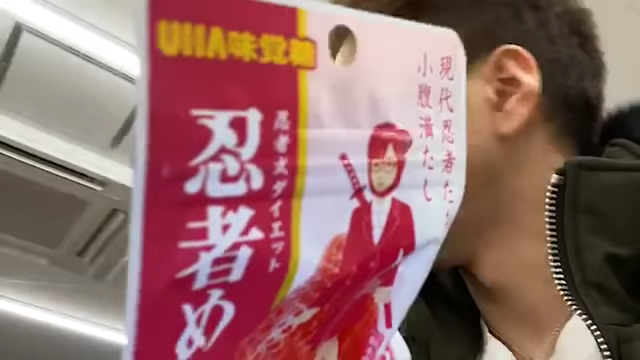 UHA味覚糖
現代忍者たち
小腹満たし
忍者式ダイエット
忍者め